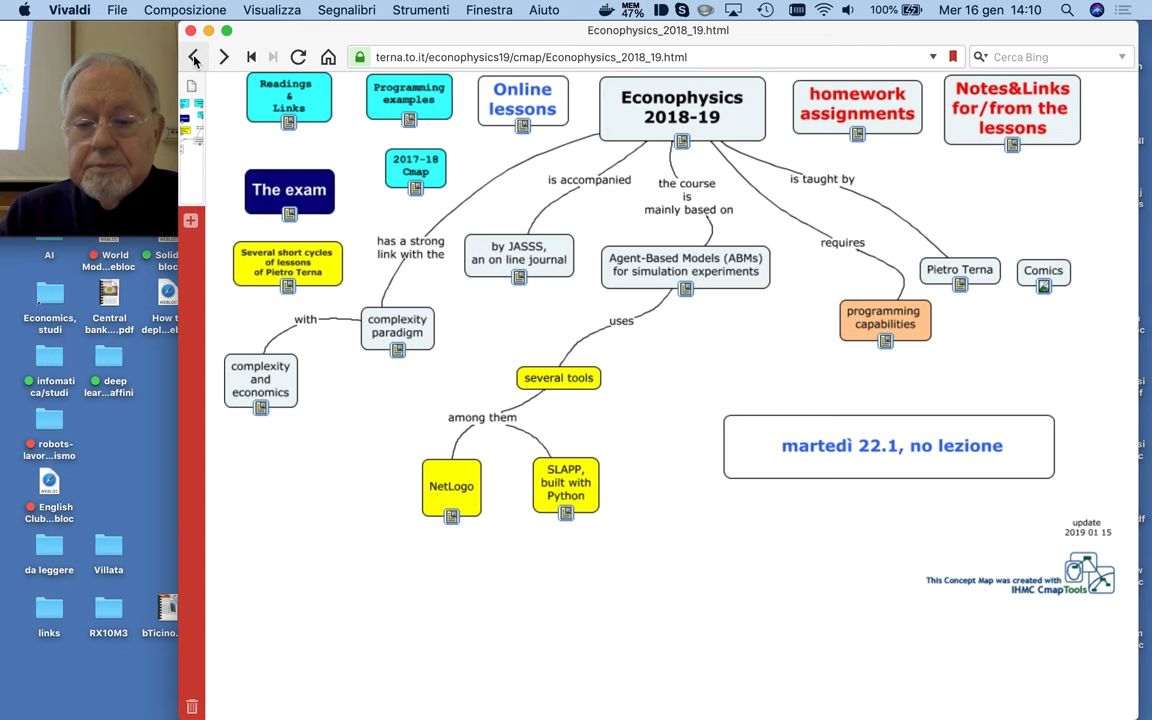 Vivaldi File Composizione Visualizza Segnalibri Strumenti Finestra Aiuto
MEM
47%
100%
Mer 16 gen 14:10
Econophysics_2018_19.html
terna.to.it/econophysics19/cmap/Econophysics_2018_19.html
Cerca Bing
Readings
&
Links
Programming
examples
Online
lessons
Econophysics
2018-19
homework
assignments
Notes&Links
for/from the
lessons
2017-18
Cmap
The exam
is accompanied
the course
is
mainly based on
is taught by
has a strong
link with the
requires
Several short cycles
of lessons
of Pietro Terna
by JASSS,
an on line journal
Agent-Based Models (ABMs)
for simulation experiments
Pietro Terna
Comics
with
complexity
paradigm
uses
programming
capabilities
complexity
and
economics
several tools
among them
martedì 22.1, no lezione
NetLogo
SLAPP,
built with
Python
update
2019 01 15
This Concept Map was created with
IHMC CmapTools
AI
World
Mod...ebloc
Solid
bloc
Economics,
studi
Central
bank....pdf
How t
depl...eb
infomati
ca/studi
deep
lear...affini
robots-
lavor...ismo
English
Club...bloc
da leggere
Villata
links
RX10M3
bTicino.